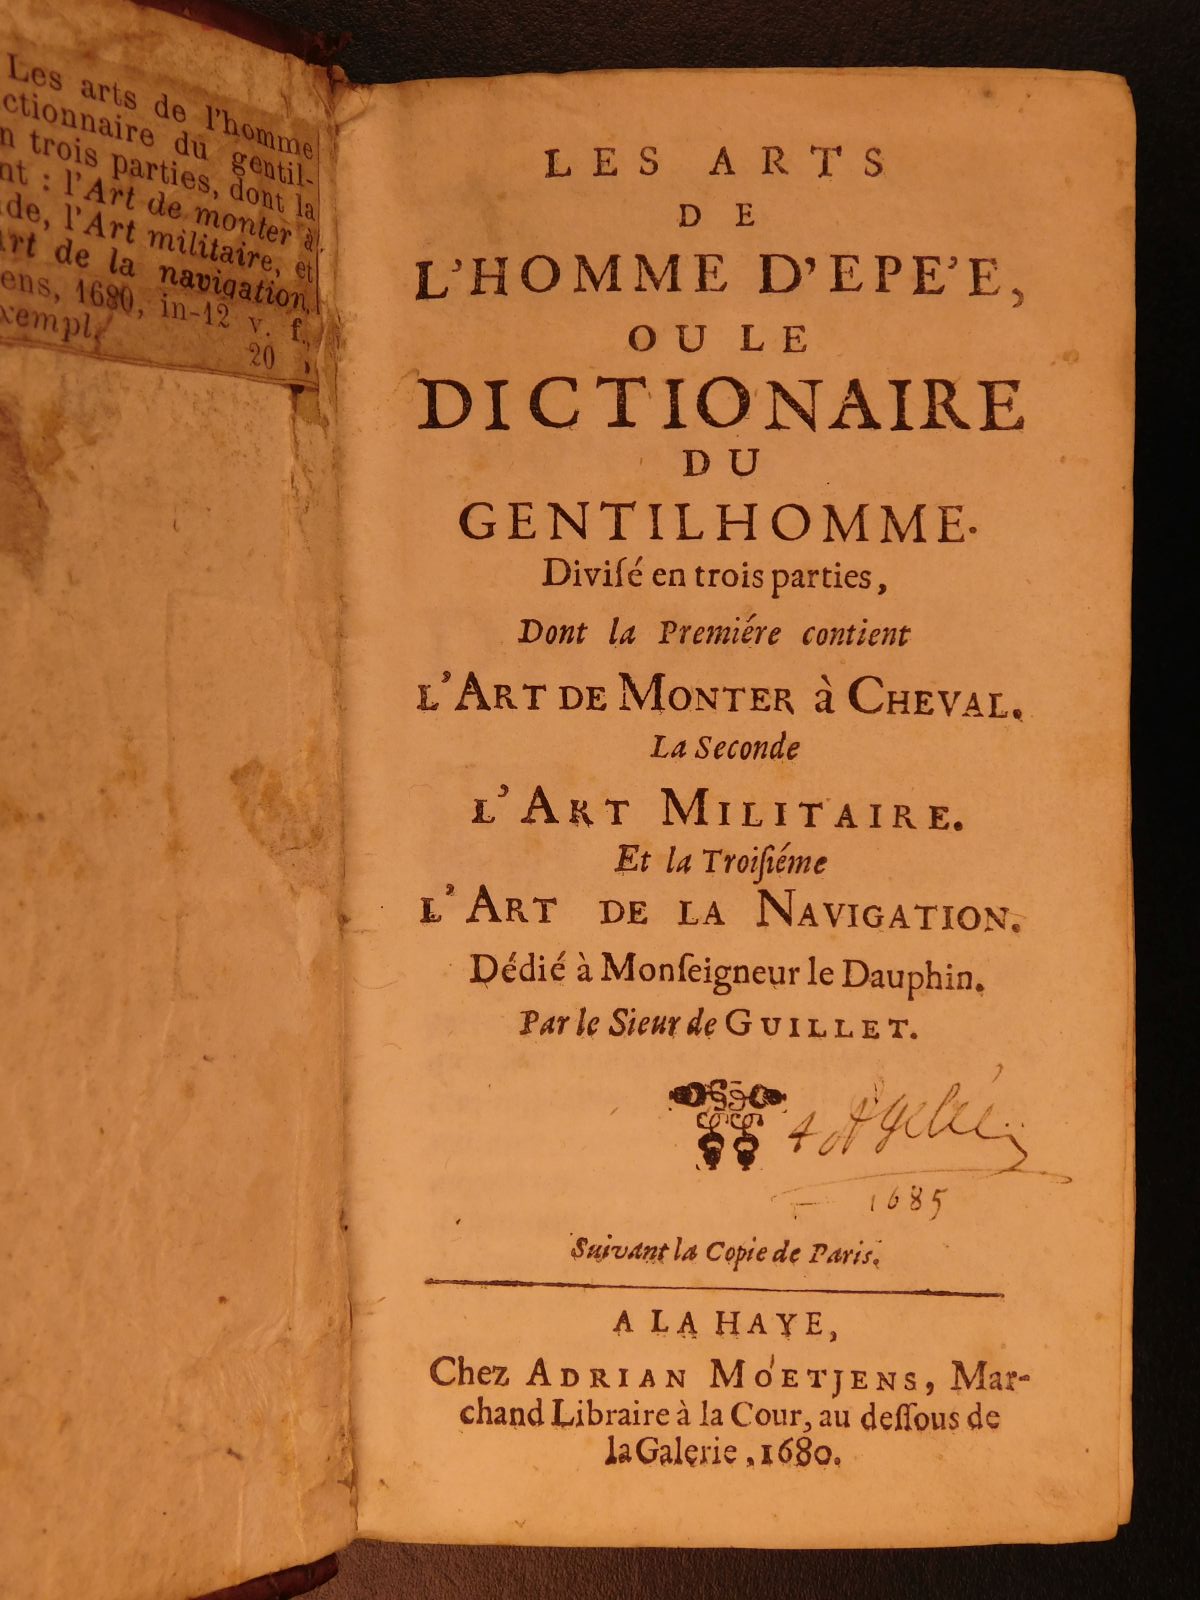 Les arts de l'homme
ctionnaire du gentil-
n trois parties, dont la
nt : l'Art de monter à
de, l'Art militaire, et
Art de la navigation,
ens, 1680, in-12 v. f.,
xempl.
20
LES ARTS
DE
L'HOMME D'EPE'E,
OU LE
DICTIONAIRE
DU
GENTILHOMME.
Diviſé en trois parties,
Dont la Premiére contient
L'ART DE MONTER à CHEVAL.
La Seconde
L'ART MILITAIRE.
Et la Troiſiéme
L'ART DE LA NAVIGATION.
Dédié à Monſeigneur le Dauphin.
Par le Sieur de GUILLET.
1685
Suivant la Copie de Paris.
A LA HAYE,
Chez ADRIAN MOETJENS, Mar-
chand Libraire à la Cour, au deſſous de
la Galerie, 1680.